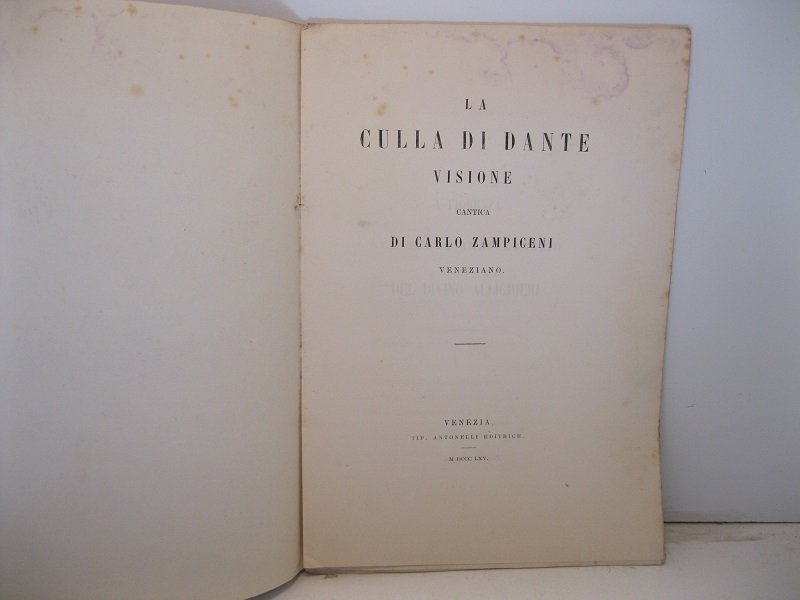 LA
CULLA DI DANTE
VISIONE
CANTICA
DI CARLO ZAMPICENI
VENEZIANO.
VENEZIA,
TIP. ANTONELLI EDITRICE.
M DCCC LXV.